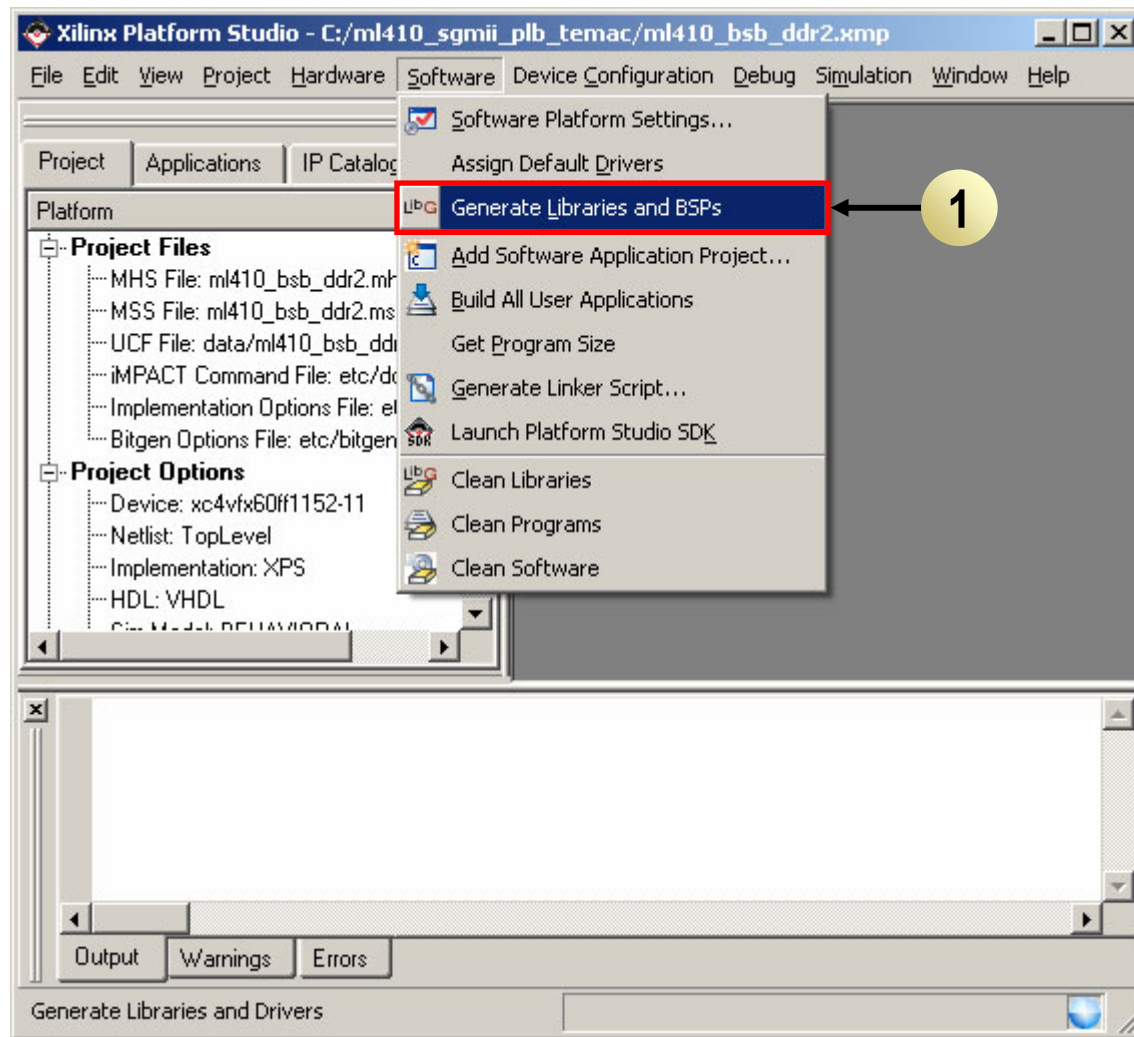 Xilinx Platform Studio - C:/ml410_sgmii_plb_temac/ml410_bsb_ddr2.xmp
File Edit View Project Hardware Software Device Configuration Debug Simulation Window Help
Project Applications IP Catalog
Platform
Project Files
MHS File: ml410_bsb_ddr2.mh
MSS File: ml410_bsb_ddr2.ms
UCF File: data/ml410_bsb_dd
iMPACT Command File: etc/do
Implementation Options File: et
Bitgen Options File: etc/bitgen
Project Options
Device: xc4vfx60ff1152-11
Netlist: TopLevel
Implementation: XPS
HDL: VHDL
Software Platform Settings...
Assign Default Drivers
LibG Generate Libraries and BSPs
1
Add Software Application Project...
Build All User Applications
Get Program Size
Generate Linker Script...
SDK Launch Platform Studio SDK
LibG Clean Libraries
Clean Programs
Clean Software
Output Warnings Errors
Generate Libraries and Drivers